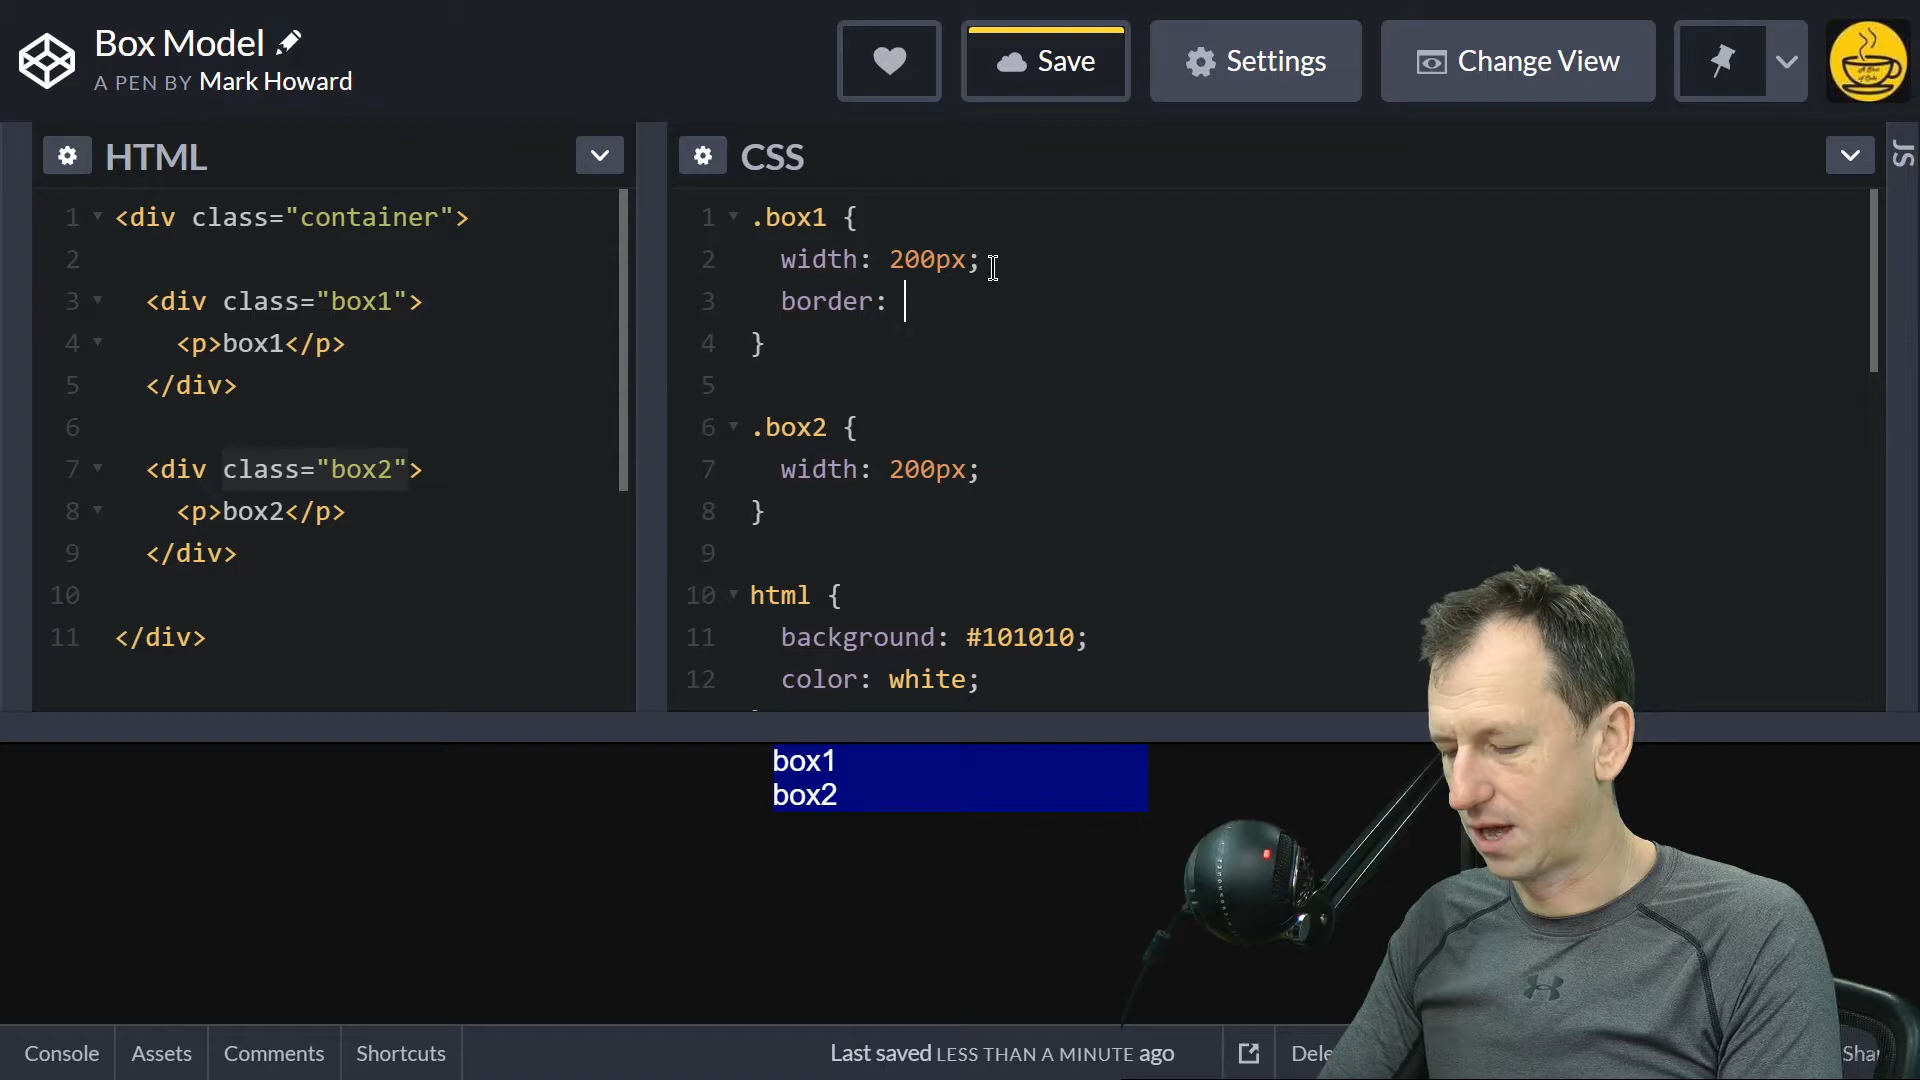 Box Model
A PEN BY Mark Howard
Save
Settings
Change View
HTML
CSS
JS
1 <div class="container">
2
3 <div class="box1">
4 <p>box1</p>
5 </div>
6
7 <div class="box2">
8 <p>box2</p>
9 </div>
10
11 </div>
1 .box1 {
2 width: 200px;
3 border:
4 }
5
6 .box2 {
7 width: 200px;
8 }
9
10 html {
11 background: #101010;
12 color: white;
box1
box2
Console
Assets
Comments
Shortcuts
Last saved LESS THAN A MINUTE ago